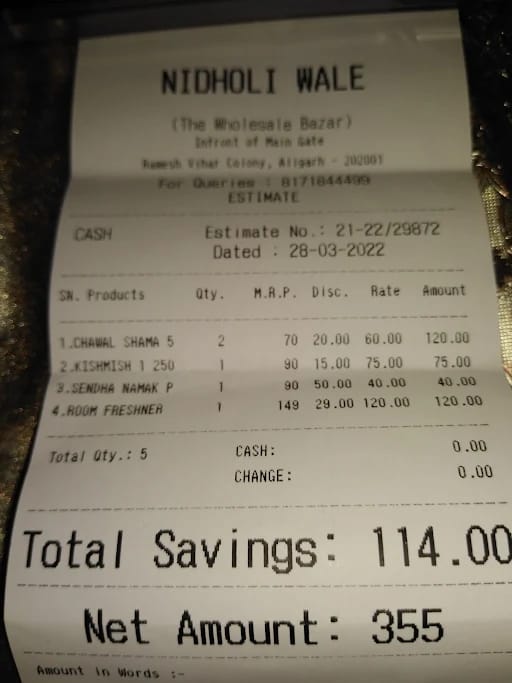 NIDHOLI WALE
(The Wholesale Bazar)
Infront of Main Gate
Ramesh Vihar Colony, Aligarh - 202001
For Queries : 8171844499
ESTIMATE
CASH Estimate No.: 21-22/29872
Dated : 28-03-2022
SN. Products Qty. M.R.P. Disc. Rate Amount
1.CHAWAL SHAMA 5 2 70 20.00 60.00 120.00
2.KISHMISH 1 250 1 90 15.00 75.00 75.00
3.SENDHA NAMAK P 1 90 50.00 40.00 40.00
4.ROOM FRESHNER 1 149 29.00 120.00 120.00
Total Qty.: 5 CASH: 0.00
CHANGE: 0.00
Total Savings: 114.00
Net Amount: 355
Amount in Words :-